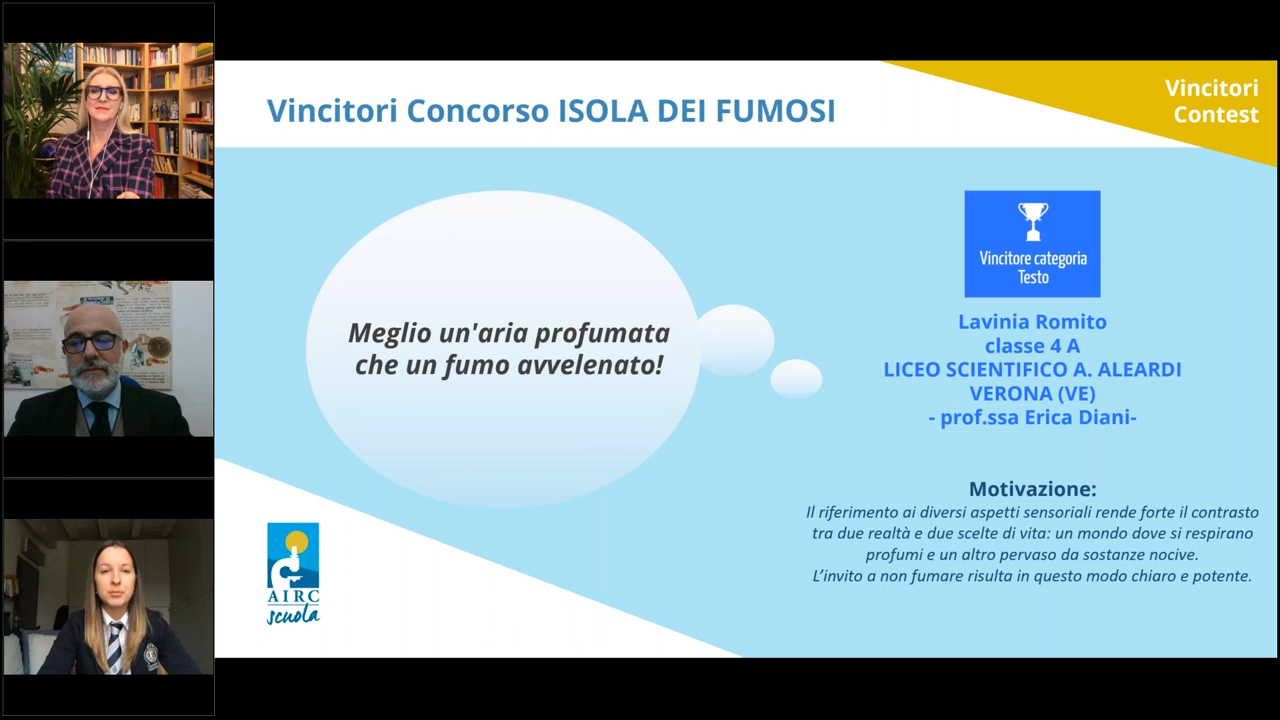 Vincitori Concorso ISOLA DEI FUMOSI
Vincitori
Contest
Meglio un'aria profumata
che un fumo avvelenato!
Vincitore categoria
Testo
Lavinia Romito
classe 4 A
LICEO SCIENTIFICO A. ALEARDI
VERONA (VE)
- prof.ssa Erica Diani-
Motivazione:
Il riferimento ai diversi aspetti sensoriali rende forte il contrasto
tra due realtà e due scelte di vita: un mondo dove si respirano
profumi e un altro pervaso da sostanze nocive.
L’invito a non fumare risulta in questo modo chiaro e potente.
AIRC
scuola